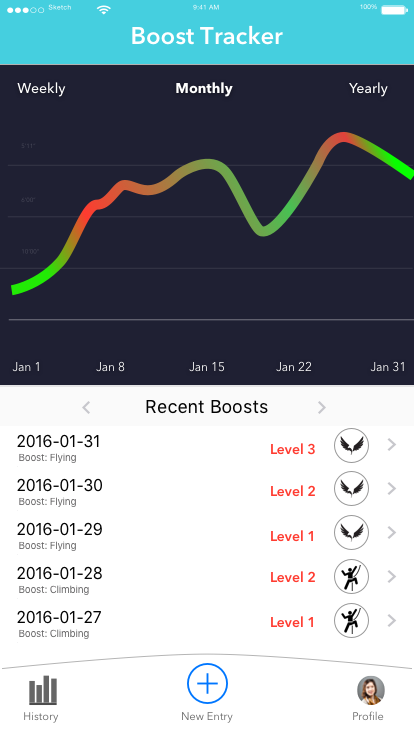 Sketch 9:41 AM 100%
Boost Tracker
Weekly Monthly Yearly
Jan 1 Jan 8 Jan 15 Jan 22 Jan 31
Recent Boosts
2016-01-31
Boost: Flying
Level 3
2016-01-30
Boost: Flying
Level 2
2016-01-29
Boost: Flying
Level 1
2016-01-28
Boost: Climbing
Level 2
2016-01-27
Boost: Climbing
Level 1
History New Entry Profile